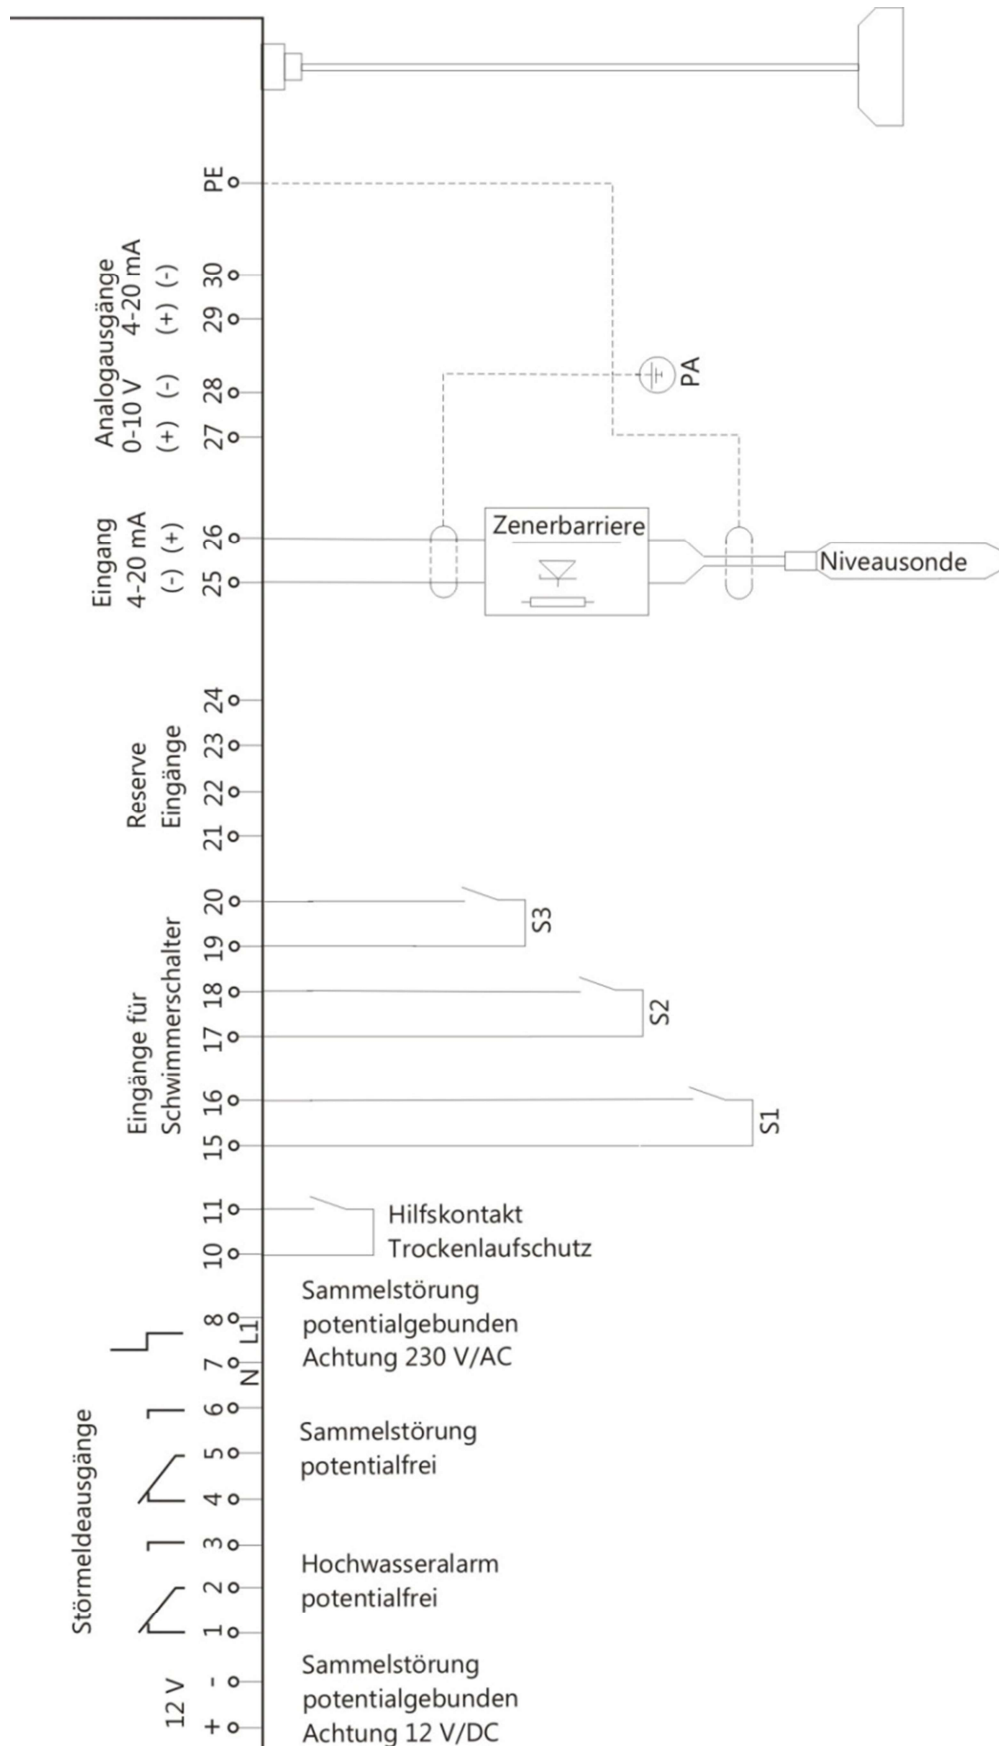 PE
Analogausgänge
0-10 V 4-20 mA
(+) (-) (+) (-)
27 28 29 30
PA
Eingang
4-20 mA
(-) (+)
25 26
Zenerbarriere
Niveausonde
Reserve
Eingänge
21 22 23 24
Eingänge für
Schwimmerschalter
15 16 17 18 19 20
S3
S2
S1
10 11
Hilfskontakt
Trockenlaufschutz
Sammelstörung
potentialgebunden
Achtung 230 V/AC
7 8
N L1
Störmeldeausgänge
1 2 3 4 5 6
Sammelstörung
potentialfrei
Hochwasseralarm
potentialfrei
12 V
+ -
Sammelstörung
potentialgebunden
Achtung 12 V/DC